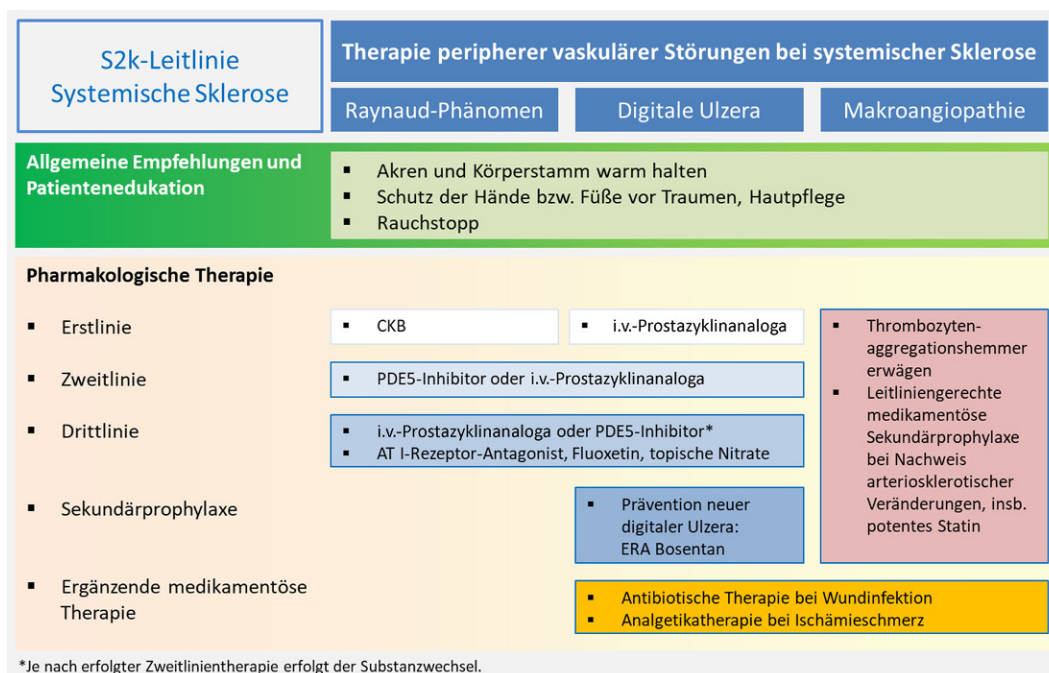 S2k-Leitlinie
Systemische Sklerose
Therapie peripherer vaskulärer Störungen bei systemischer Sklerose
Raynaud-Phänomen
Digitale Ulzera
Makroangiopathie
Allgemeine Empfehlungen und
Patientenedukation
▪ Akren und Körperstamm warm halten
▪ Schutz der Hände bzw. Füße vor Traumen, Hautpflege
▪ Rauchstopp
Pharmakologische Therapie
▪ Erstlinie
▪ CKB
▪ i.v.-Prostazyklinanaloga
▪ Zweitlinie
▪ PDE5-Inhibitor oder i.v.-Prostazyklinanaloga
▪ Drittlinie
▪ i.v.-Prostazyklinanaloga oder PDE5-Inhibitor*
▪ AT I-Rezeptor-Antagonist, Fluoxetin, topische Nitrate
▪ Sekundärprophylaxe
▪ Prävention neuer
digitaler Ulzera:
ERA Bosentan
▪ Thrombozyten-
aggregationshemmer
erwägen
▪ Leitliniengerechte
medikamentöse
Sekundärprophylaxe
bei Nachweis
arteriosklerotischer
Veränderungen, insb.
potentes Statin
▪ Ergänzende medikamentöse
Therapie
▪ Antibiotische Therapie bei Wundinfektion
▪ Analgetikatherapie bei Ischämieschmerz
*Je nach erfolgter Zweitlinientherapie erfolgt der Substanzwechsel.